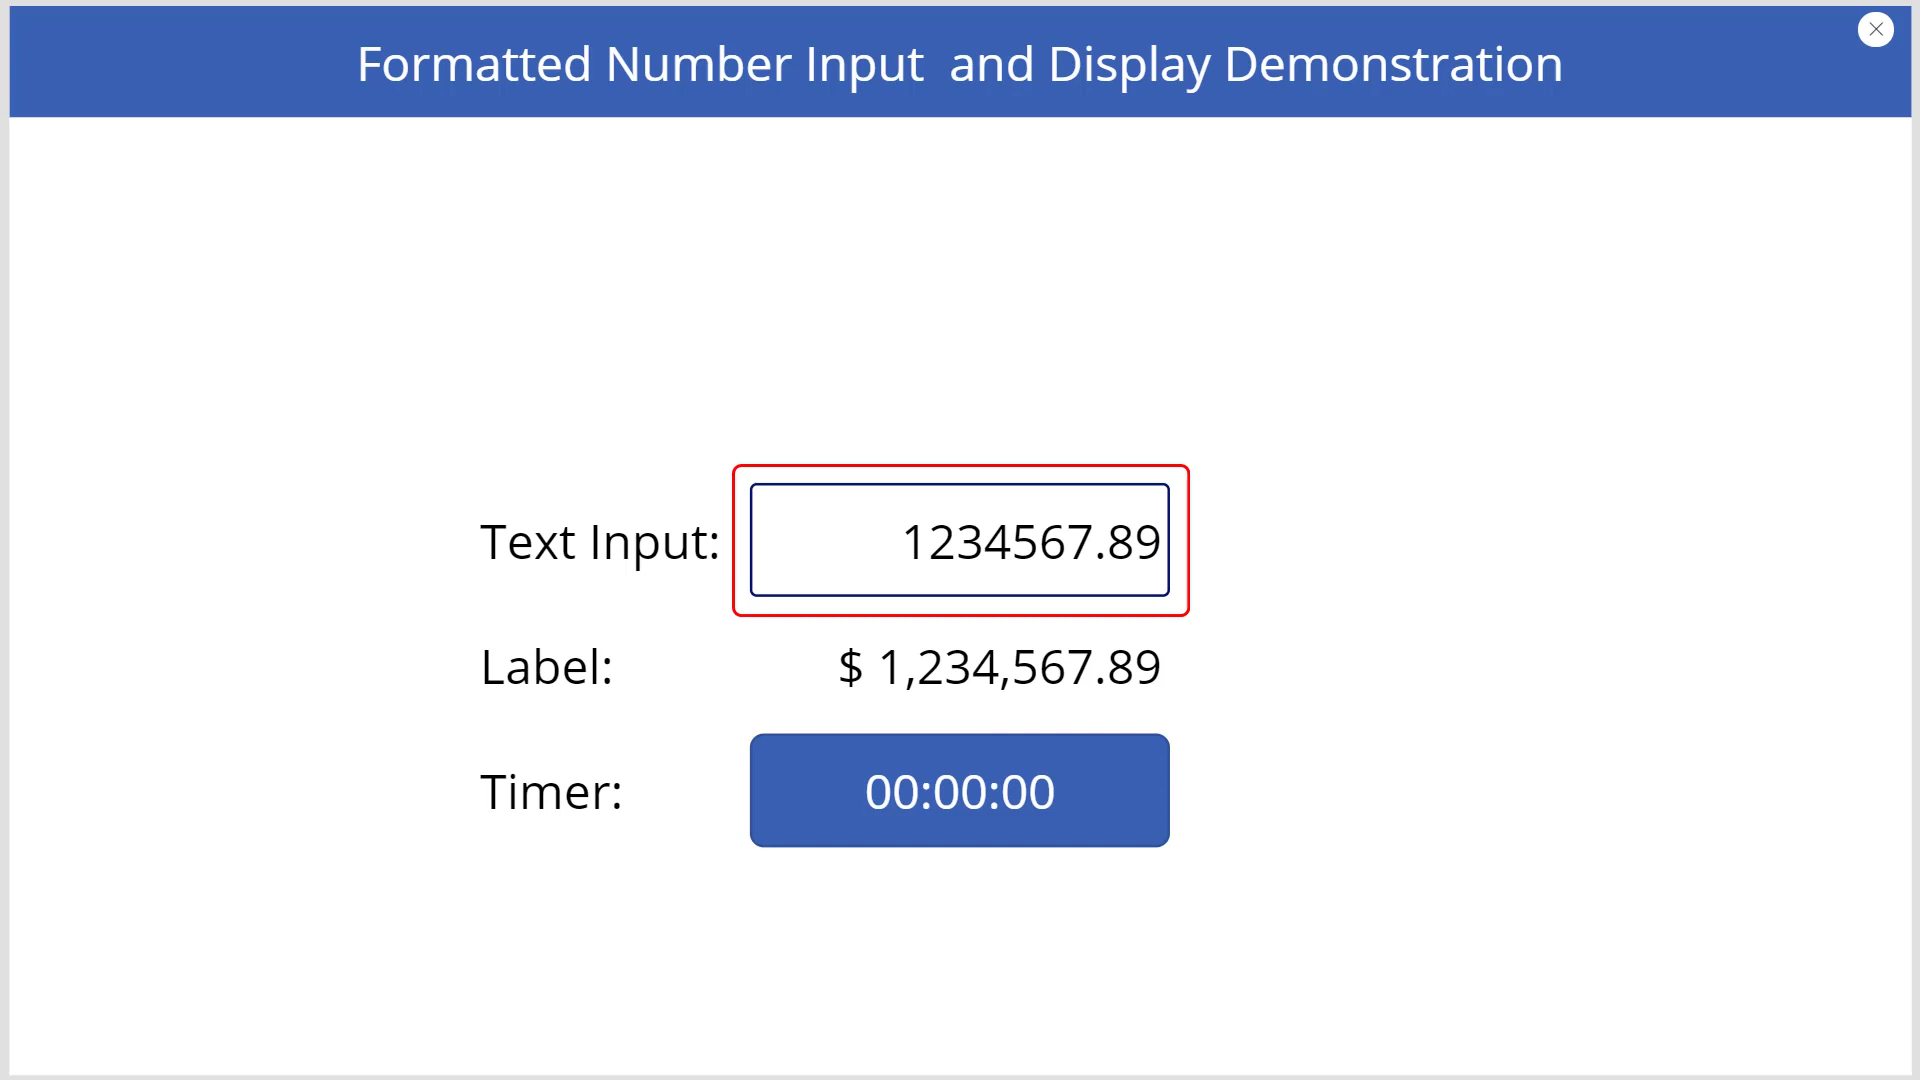 Formatted Number Input  and Display Demonstration
Text Input: 1234567.89
Label: $ 1,234,567.89
Timer: 00:00:00